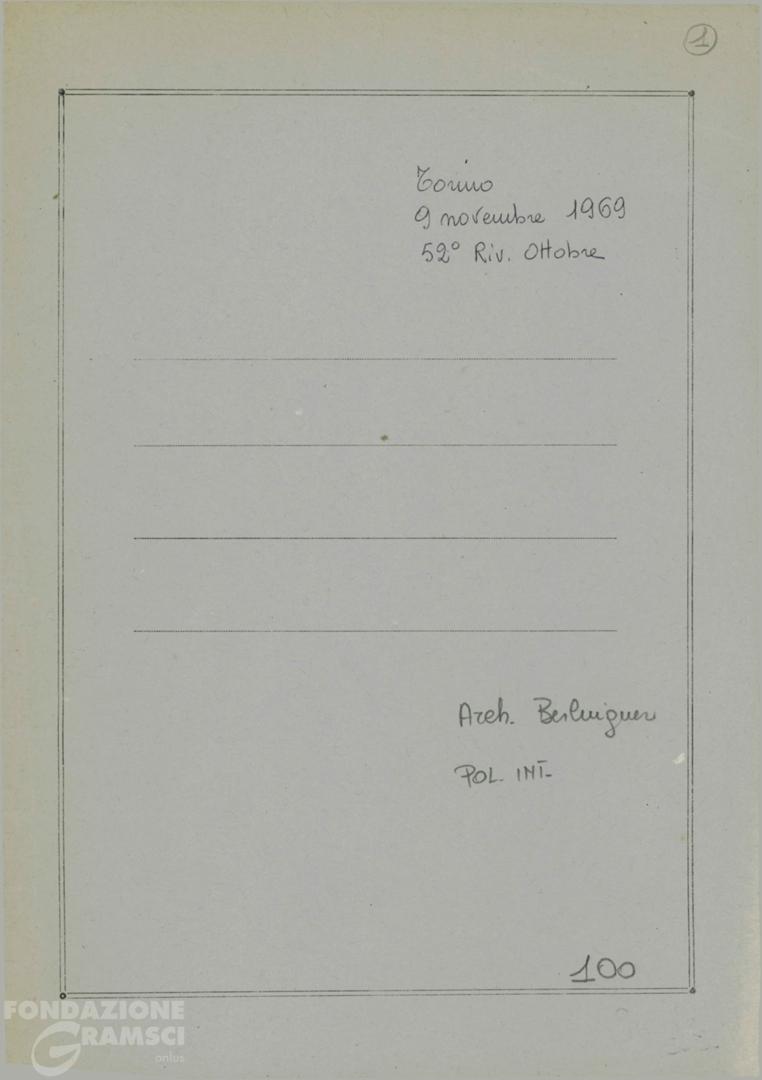 1
Torino
9 novembre 1969
52° Riv. Ottobre
Arch. Berlinguer
POL. INT.
100
FONDAZIONE
GRAMSCI
onlus